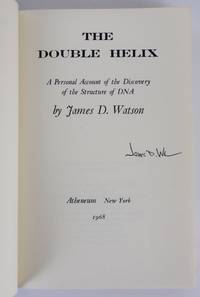 THE
DOUBLE HELIX
A Personal Account of the Discovery
of the Structure of DNA
by James D. Watson
James D. W
Atheneum New York
1968